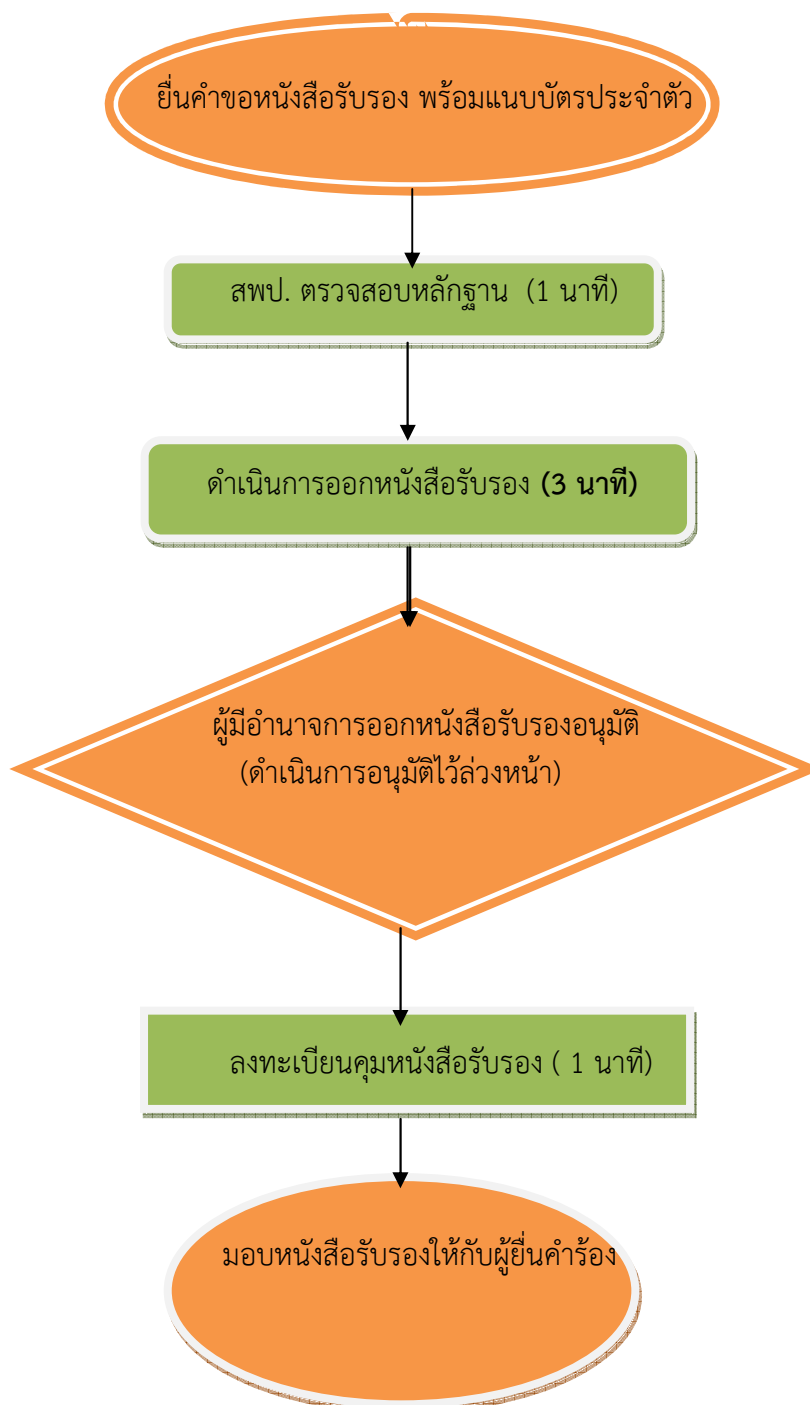 ยื่นคำขอหนังสือรับรอง พร้อมแนบบัตรประจำตัว
สพป. ตรวจสอบหลักฐาน (1 นาที)
ดำเนินการออกหนังสือรับรอง (3 นาที)
ผู้มีอำนาจการออกหนังสือรับรองอนุมัติ
(ดำเนินการอนุมัติไว้ล่วงหน้า)
ลงทะเบียนคุมหนังสือรับรอง ( 1 นาที)
มอบหนังสือรับรองให้กับผู้ยื่นคำร้อง